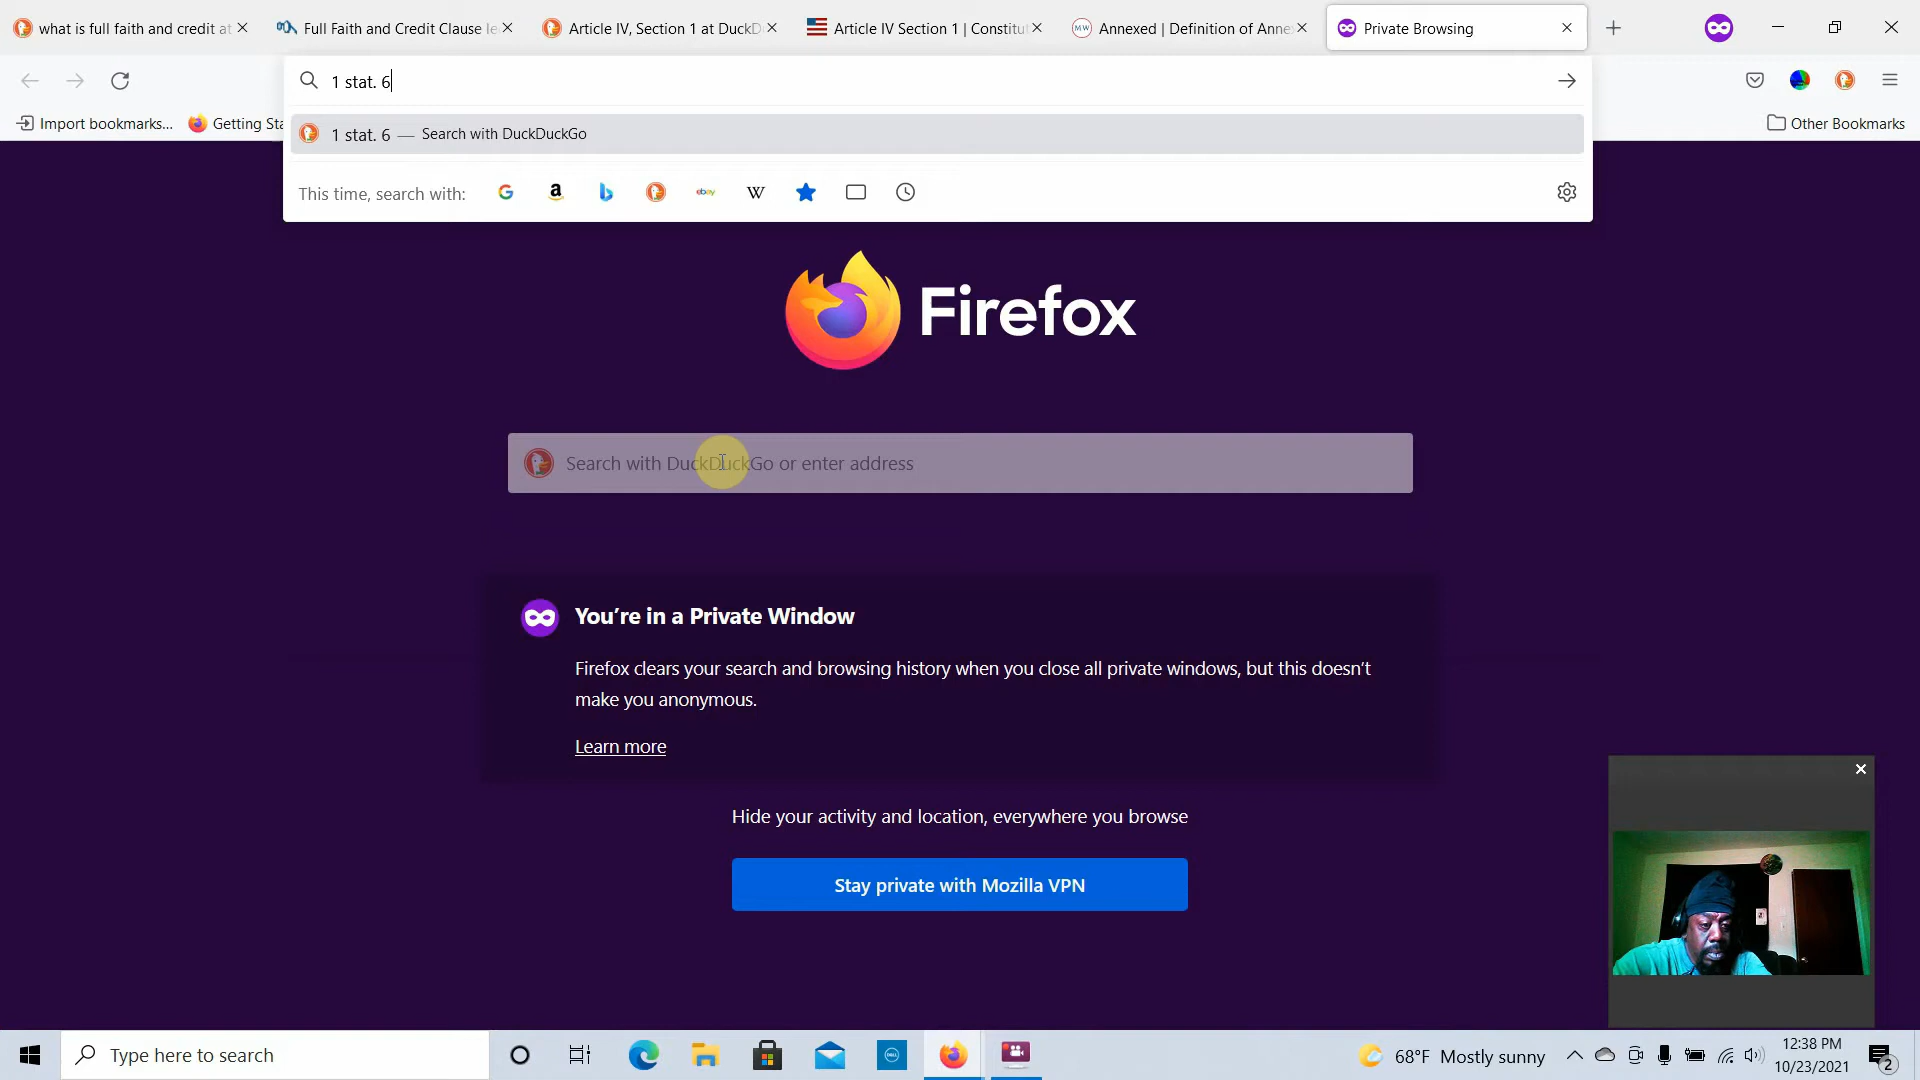 what is full faith and credit at
Full Faith and Credit Clause le
Article IV, Section 1 at DuckD
Article IV Section 1 | Constitu
MW
Annexed | Definition of Anne
Private Browsing
1 stat. 6
Import bookmarks...
Getting Sta
Other Bookmarks
1 stat. 6 — Search with DuckDuckGo
This time, search with:
G
a
b
ebay
W
Firefox
Search with DuckDuckGo or enter address
You're in a Private Window
Firefox clears your search and browsing history when you close all private windows, but this doesn't
make you anonymous.
Learn more
Hide your activity and location, everywhere you browse
Stay private with Mozilla VPN
Type here to search
DELL
68°F Mostly sunny
12:38 PM
10/23/2021
2